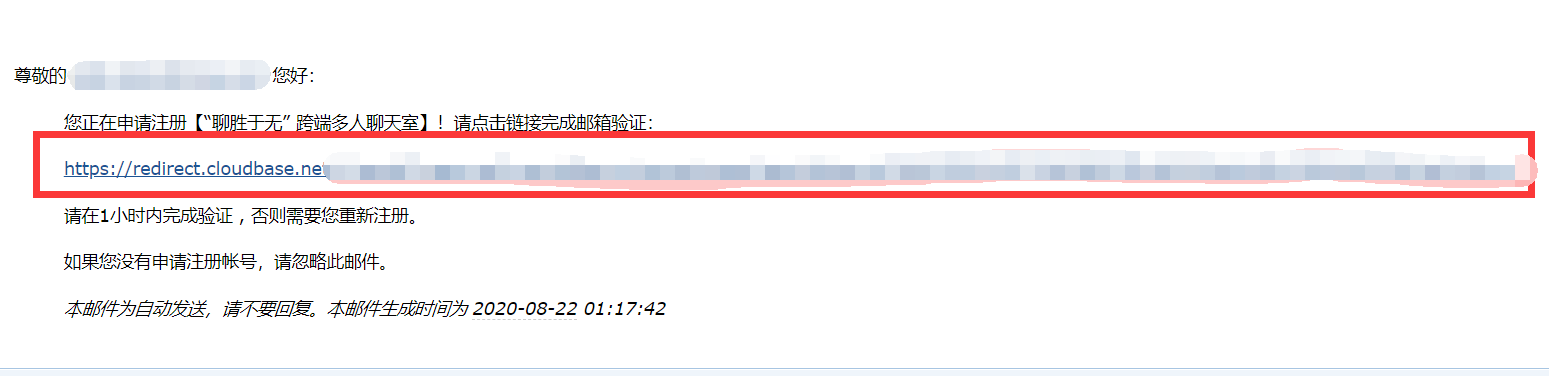 尊敬的 您好：
您正在申请注册【“聊胜于无” 跨端多人聊天室】！请点击链接完成邮箱验证：
https://redirect.cloudbase.net
请在1小时内完成验证，否则需要您重新注册。
如果您没有申请注册帐号，请忽略此邮件。
本邮件为自动发送，请不要回复。本邮件生成时间为 2020-08-22 01:17:42